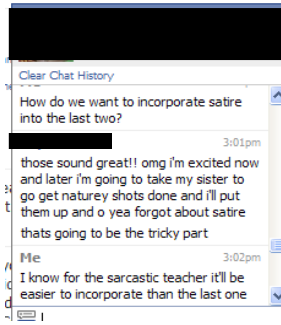 Clear Chat History
How do we want to incorporate satire
into the last two?
3:01pm
those sound great!! omg i'm excited now
and later i'm going to take my sister to
go get naturey shots done and i'll put
them up and o yea forgot about satire
thats going to be the tricky part
Me 3:02pm
I know for the sarcastic teacher it'll be
easier to incorporate than the last one